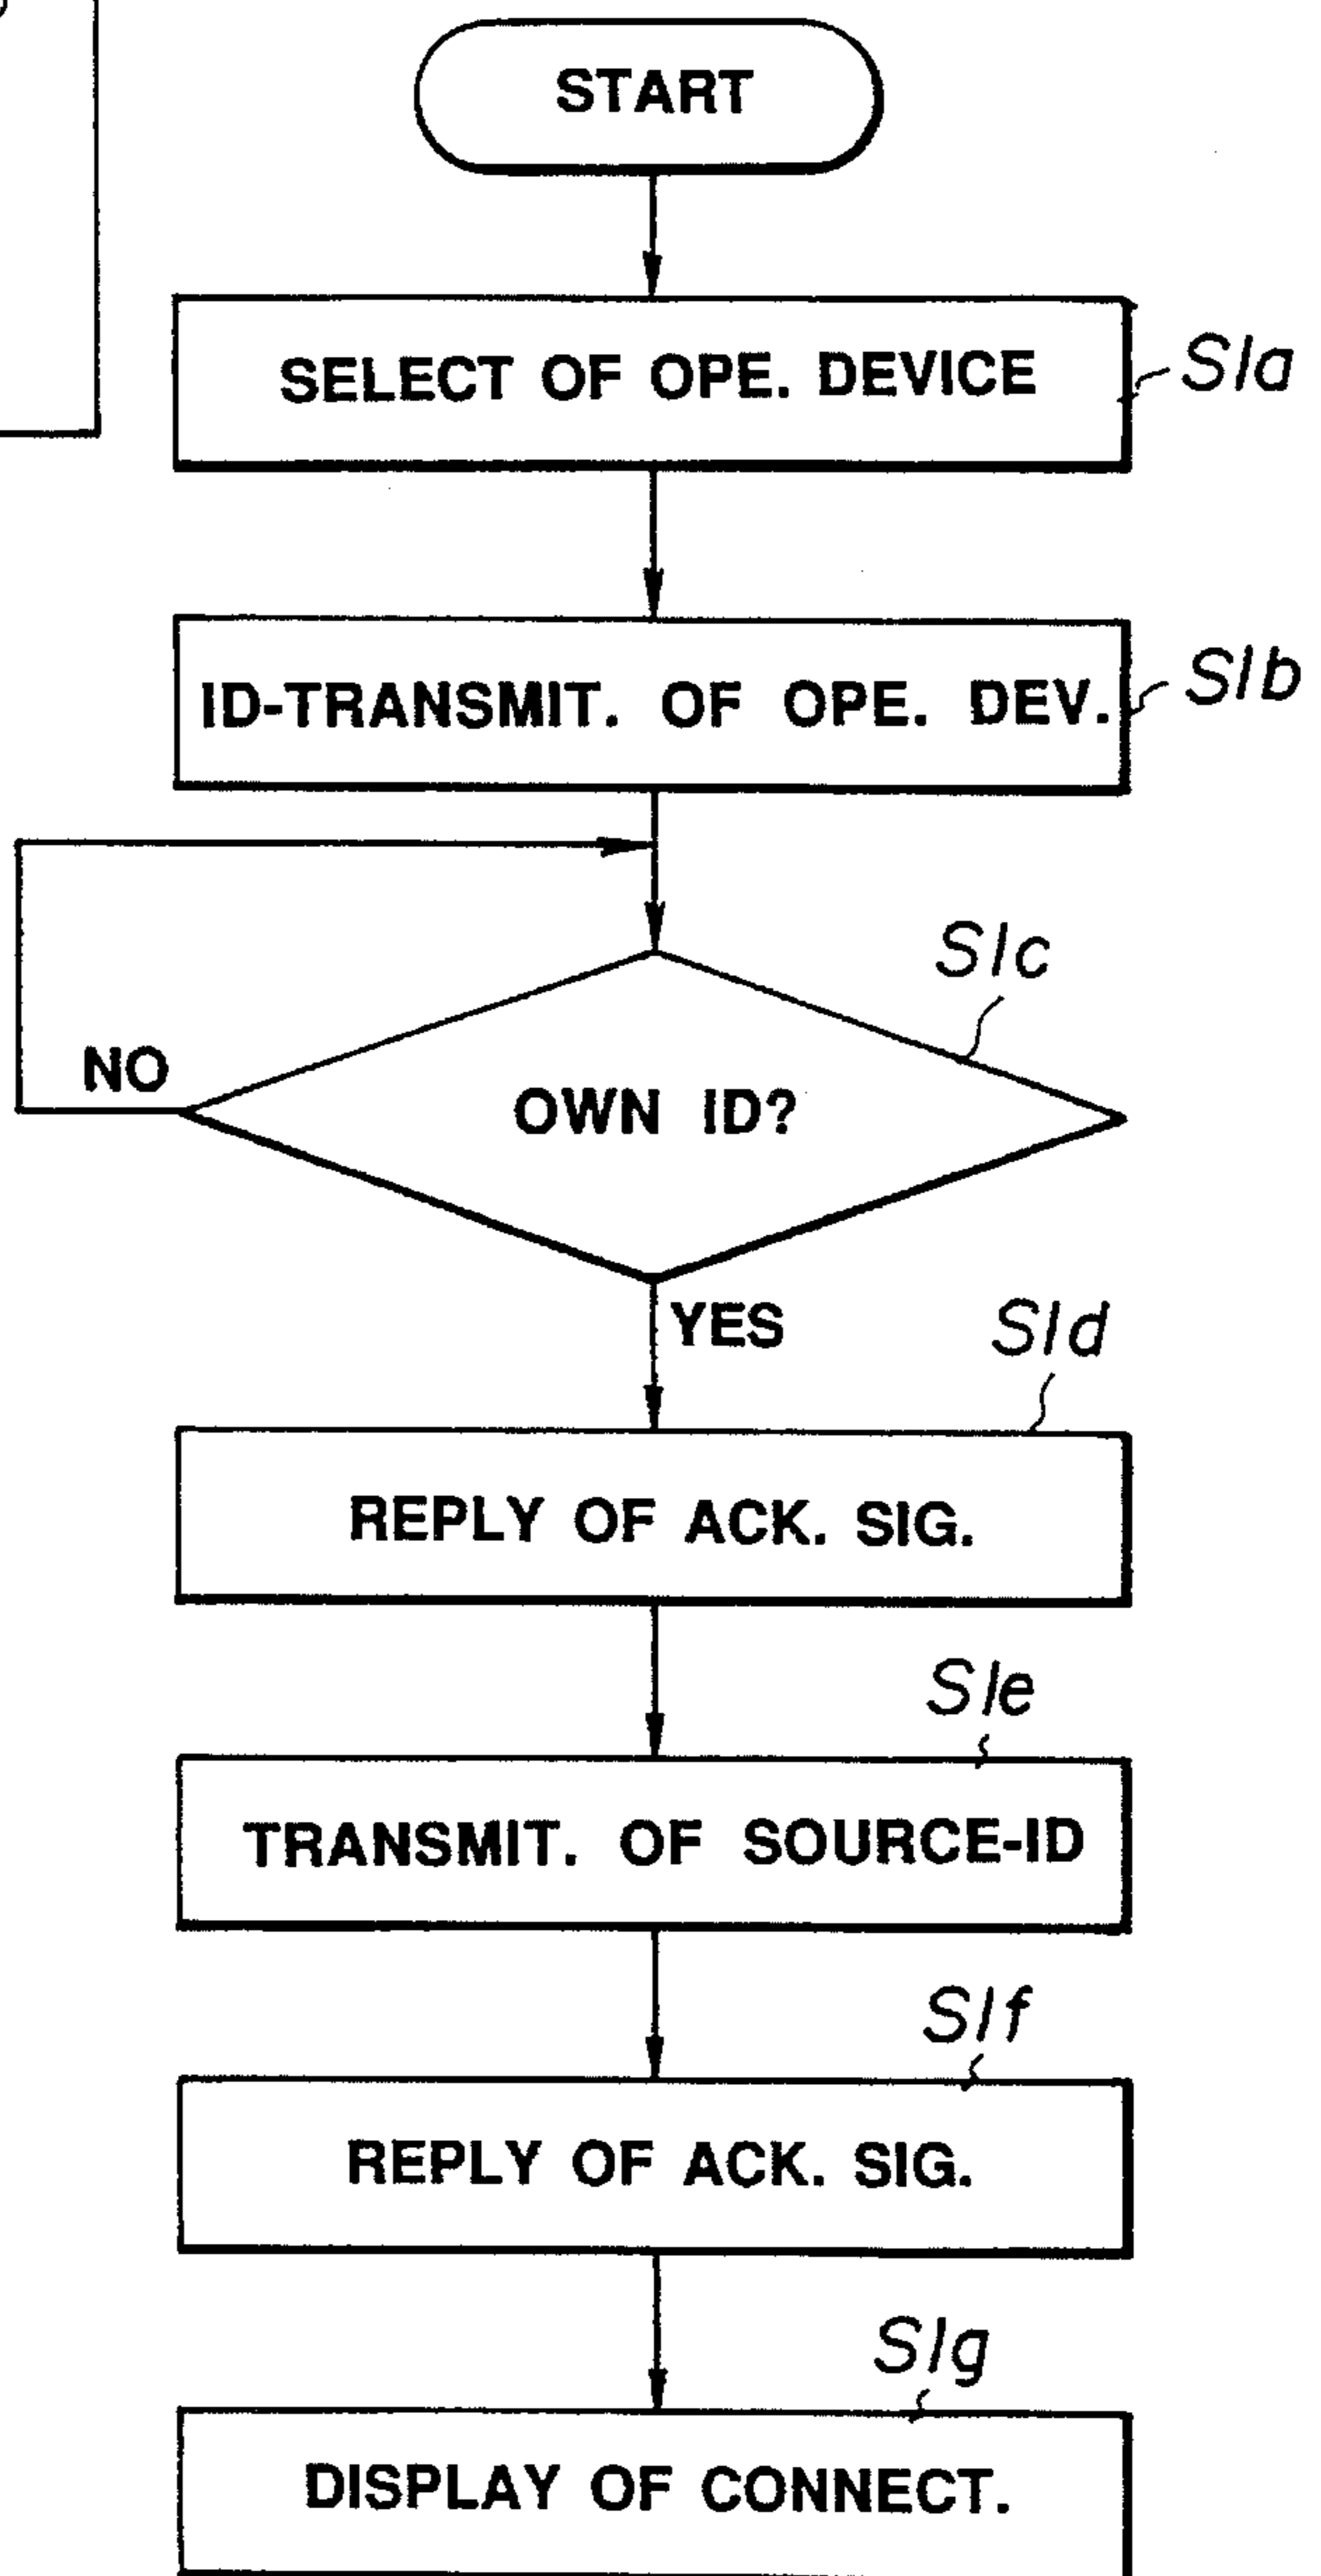 START
SELECT OF OPE. DEVICE
S1a
ID-TRANSMIT. OF OPE. DEV.
S1b
S1c
NO
OWN ID?
YES
S1d
REPLY OF ACK. SIG.
S1e
TRANSMIT. OF SOURCE-ID
S1f
REPLY OF ACK. SIG.
S1g
DISPLAY OF CONNECT.